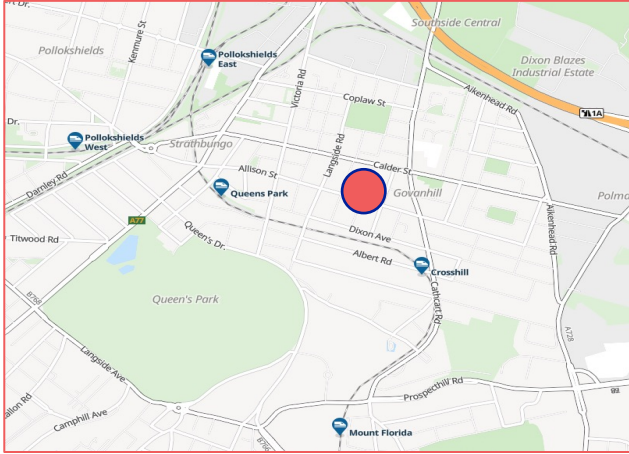 Southside Central
Kenmure St
Pollokshields
Pollokshields
East
Dixon Blazes
Industrial Estate
Victoria Rd
Coplaw St
Aikenhead Rd
1A
Dr.
Pollokshields
West
Strathbungo
Langside Rd
Calder St
Allison St
Darnley Rd
Queens Park
Govanhill
Aikenhead Rd
A77
Titwood Rd
Queen's Dr.
Dixon Ave
Albert Rd
Crosshill
B768
Queen's Park
Cathcart Rd
A728
Langside Ave
Prospecthill Rd
Camphill Ave
B766
Mount Florida